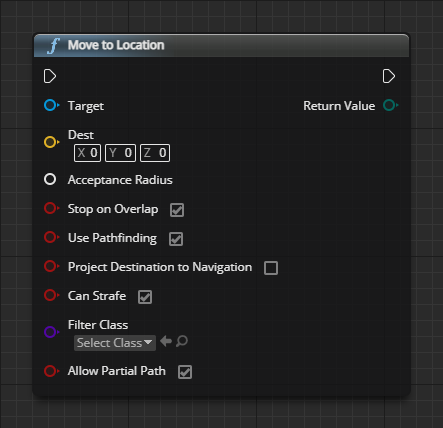 f Move to Location
Target Return Value
Dest
X 0 Y 0 Z 0
Acceptance Radius
Stop on Overlap
Use Pathfinding
Project Destination to Navigation
Can Strafe
Filter Class
Select Class
Allow Partial Path